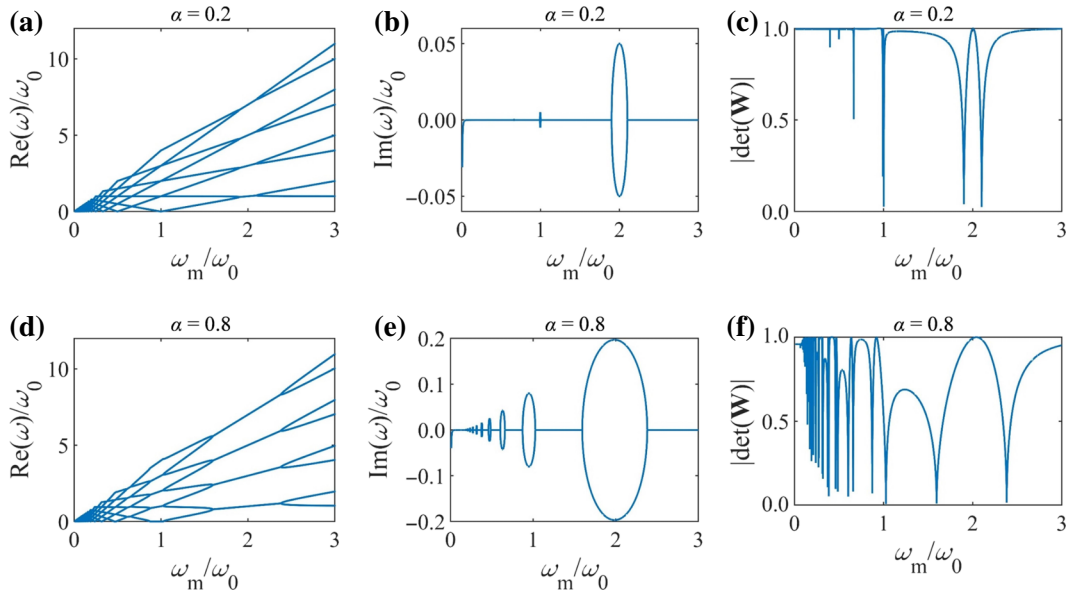 (a)
α = 0.2
10
5
0
0 1 2 3
Re(ω)/ω₀
ωₘ/ω₀
(b)
α = 0.2
0.05
0.00
−0.05
0 1 2 3
Im(ω)/ω₀
ωₘ/ω₀
(c)
α = 0.2
1.0
0.5
1.0
0 1 2 3
|det(W)|
ωₘ/ω₀
(d)
α = 0.8
10
5
0
0 1 2 3
Re(ω)/ω₀
ωₘ/ω₀
(e)
α = 0.8
0.2
0.1
0.0
-0.1
-0.2
0 1 2 3
Im(ω)/ω₀
ωₘ/ω₀
(f)
α = 0.8
1.0
0.5
0.0
0 1 2 3
|det(W)|
ωₘ/ω₀